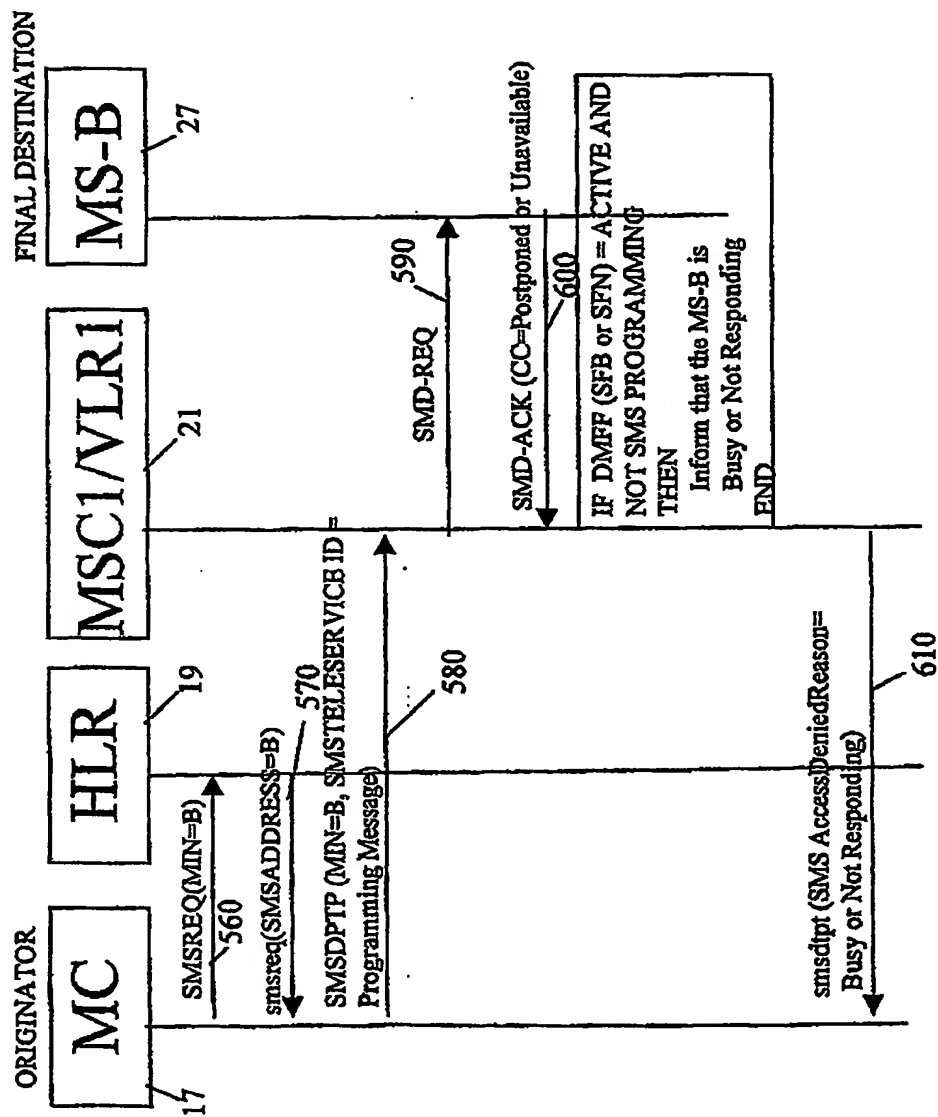 ORIGINATOR
FINAL DESTINATION
MC
17
HLR
19
MSC1/VLR1
21
MS-B
27
SMSREQ(MIN=B)
560
smsreq(SMSADDRESS=B)
570
SMSDPTP (MIN=B, SMSTELESERVICB ID =
Programming Message)
580
SMD-REQ
590
SMD-ACK (CC=Postponed or Unavailable)
600
IF DMFF (SFB or SFN) = ACTIVE AND
NOT SMS PROGRAMMING
THEN
Inform that the MS-B is
Busy or Not Responding
END
smsdtpt (SMS AccessDeniedReason=
Busy or Not Responding)
610